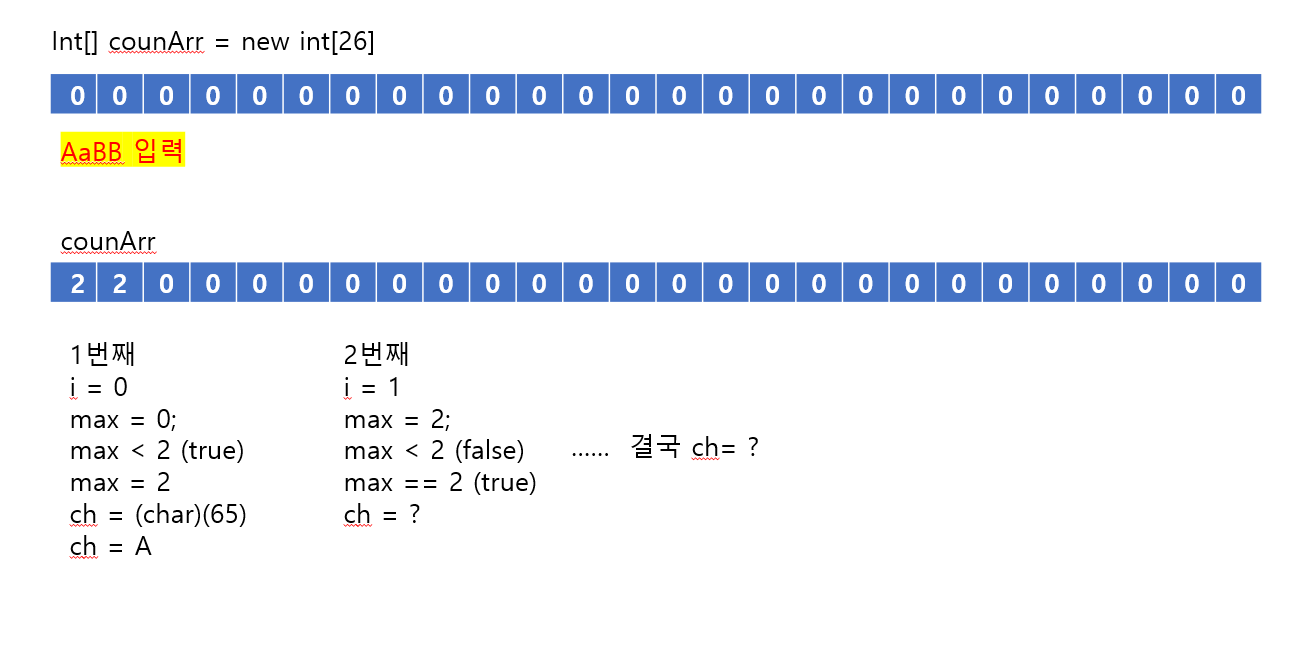 Int[] counArr = new int[26]
0 0 0 0 0 0 0 0 0 0 0 0 0 0 0 0 0 0 0 0 0 0 0 0 0 0
AaBB 입력
counArr
2 2 0 0 0 0 0 0 0 0 0 0 0 0 0 0 0 0 0 0 0 0 0 0 0 0
1번째
i = 0
max = 0;
max < 2 (true)
max = 2
ch = (char)(65)
ch = A
2번째
i = 1
max = 2;
max < 2 (false)
max == 2 (true)
ch = ?
...... 결국 ch= ?